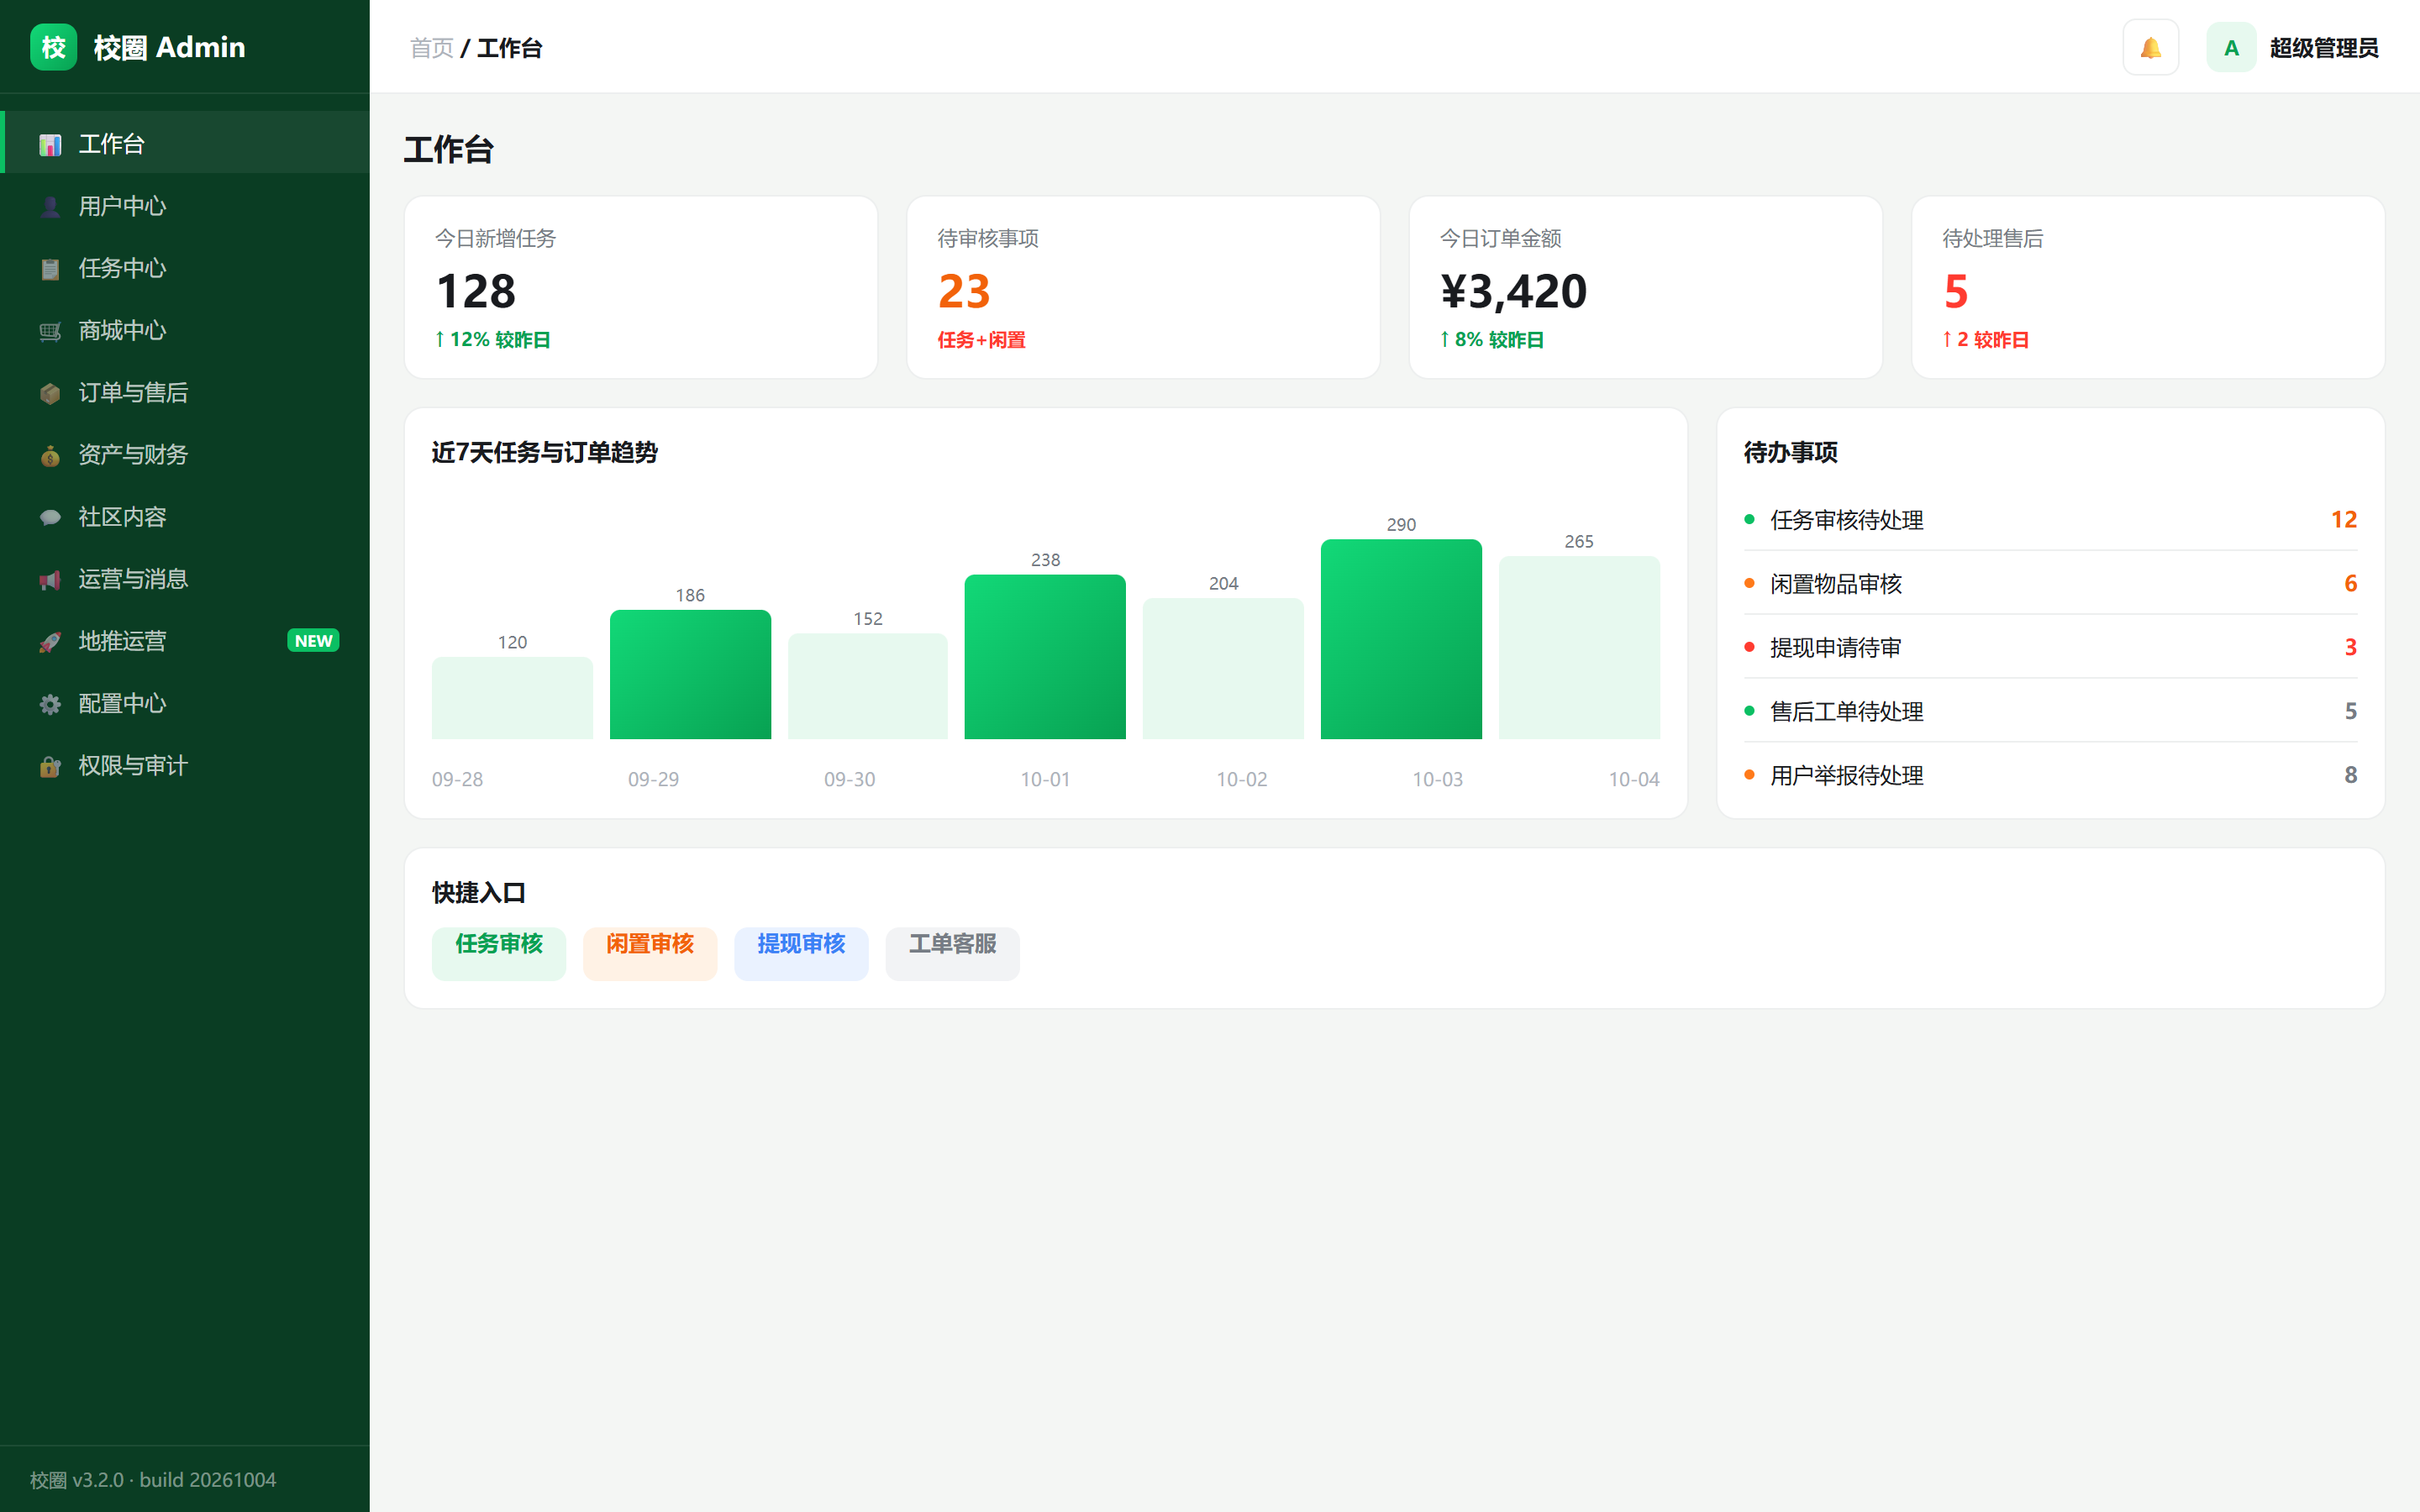 校 校圈 Admin
工作台
用户中心
任务中心
商城中心
订单与售后
资产与财务
社区内容
运营与消息
地推运营 NEW
配置中心
权限与审计
校圈 v3.2.0 · build 20261004
首页 / 工作台
A 超级管理员
工作台
今日新增任务
128
↑ 12% 较昨日
待审核事项
23
任务+闲置
今日订单金额
¥3,420
↑ 8% 较昨日
待处理售后
5
↑ 2 较昨日
近7天任务与订单趋势
120 186 152 238 204 290 265
09-28 09-29 09-30 10-01 10-02 10-03 10-04
待办事项
任务审核待处理 12
闲置物品审核 6
提现申请待审 3
售后工单待处理 5
用户举报待处理 8
快捷入口
任务审核 闲置审核 提现审核 工单客服